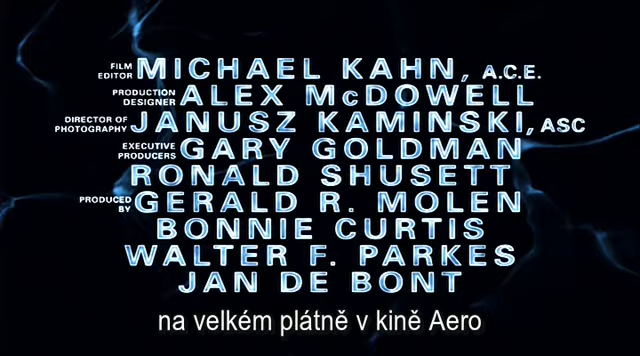 FILM EDITOR MICHAEL KAHN, A.C.E.
PRODUCTION DESIGNER ALEX McDOWELL
DIRECTOR OF PHOTOGRAPHY JANUSZ KAMINSKI, ASC
EXECUTIVE PRODUCERS GARY GOLDMAN
RONALD SHUSETT
PRODUCED BY GERALD R. MOLEN
BONNIE CURTIS
WALTER F. PARKES
JAN DE BONT
na velkém plátně v kině Aero